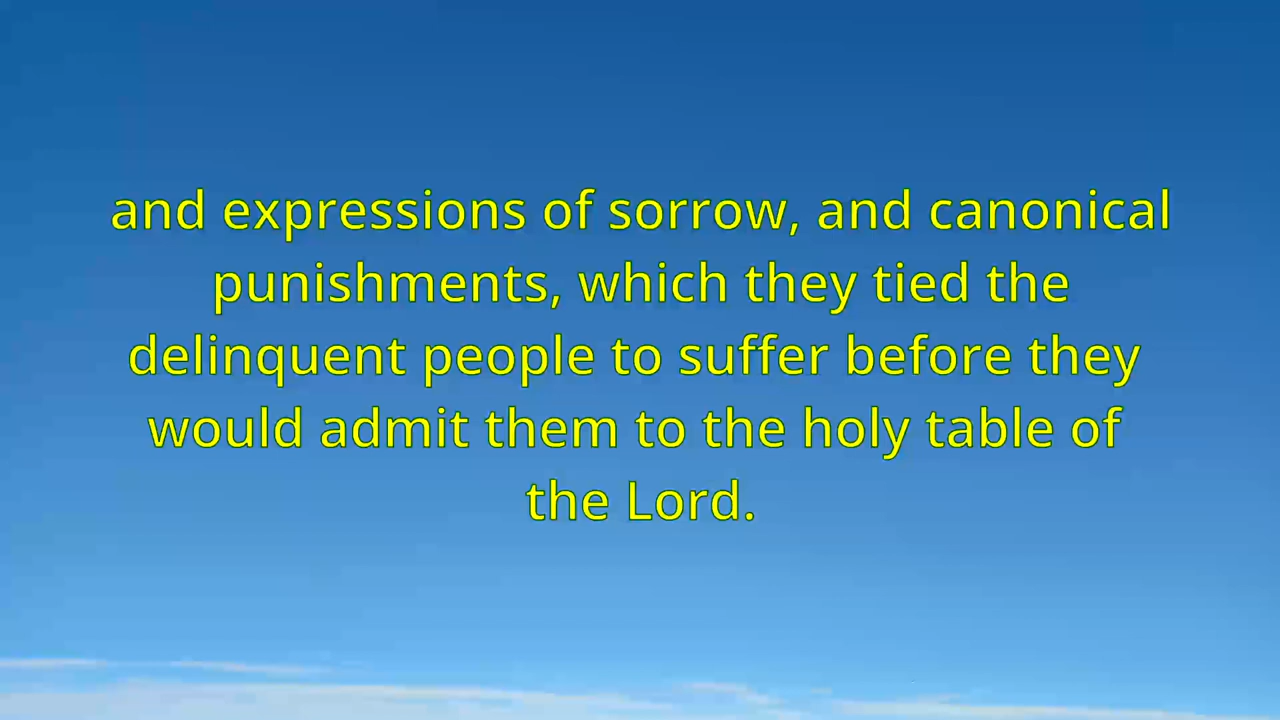 and expressions of sorrow, and canonical
punishments, which they tied the
delinquent people to suffer before they
would admit them to the holy table of
the Lord.